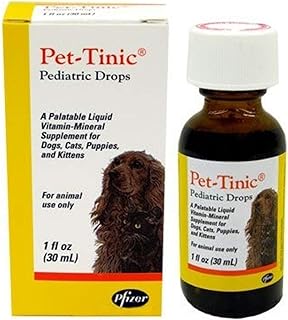 Pet-Tinic®
Pediatric Drops
A Palatable Liquid
Vitamin-Mineral
Supplement for
Dogs, Cats, Puppies,
and Kittens
For animal
use only
1 fl oz
(30 mL)
Pfizer
Pet-Tinic®
Pediatric Drops
A Palatable Liquid
Vitamin-Mineral
Supplement for
Dogs, Cats, Puppies,
and Kittens
For animal use only
1 fl oz (30 mL)
Pfizer